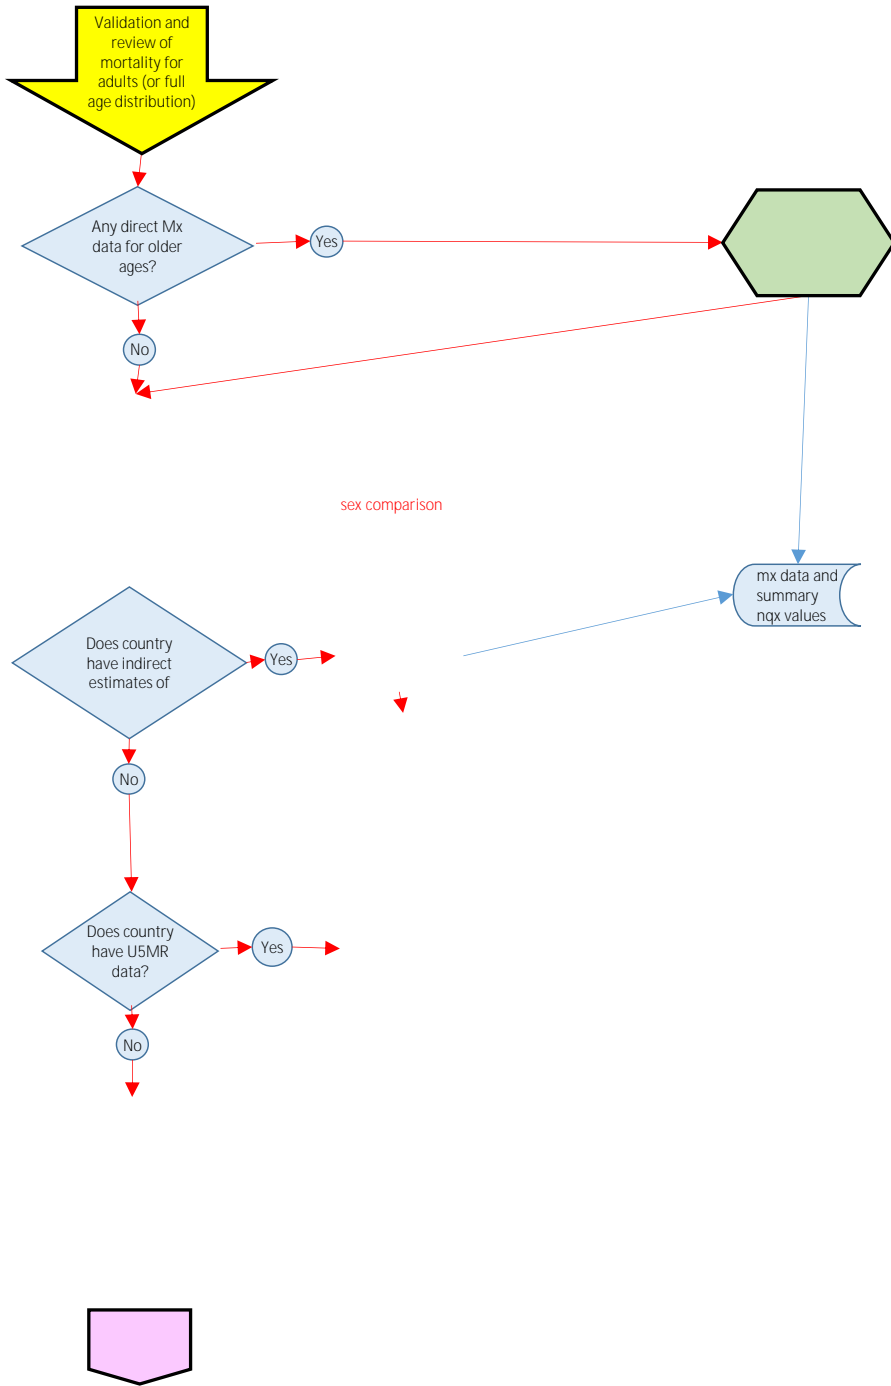 Validation and
review of
mortality for
adults (or full
age distribution)
Any direct Mx
data for older
ages?
Yes
No
sex comparison
mx data and
summary
nqx values
Does country
have indirect
estimates of
Yes
No
Does country
have U5MR
data?
Yes
No